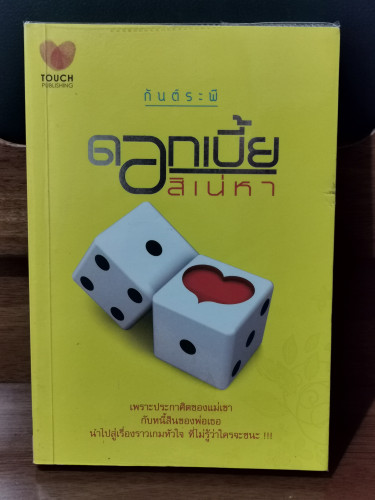 TOUCH
PUBLISHING
กันต์ระพี
ดอกเบี้ย
สิเน่หา
เพราะประกาศิตของแม่เขา
กับหนี้สินของพ่อเธอ
นำไปสู่เรื่องราวเกมหัวใจ ที่ไม่รู้ว่าใครจะชนะ !!!